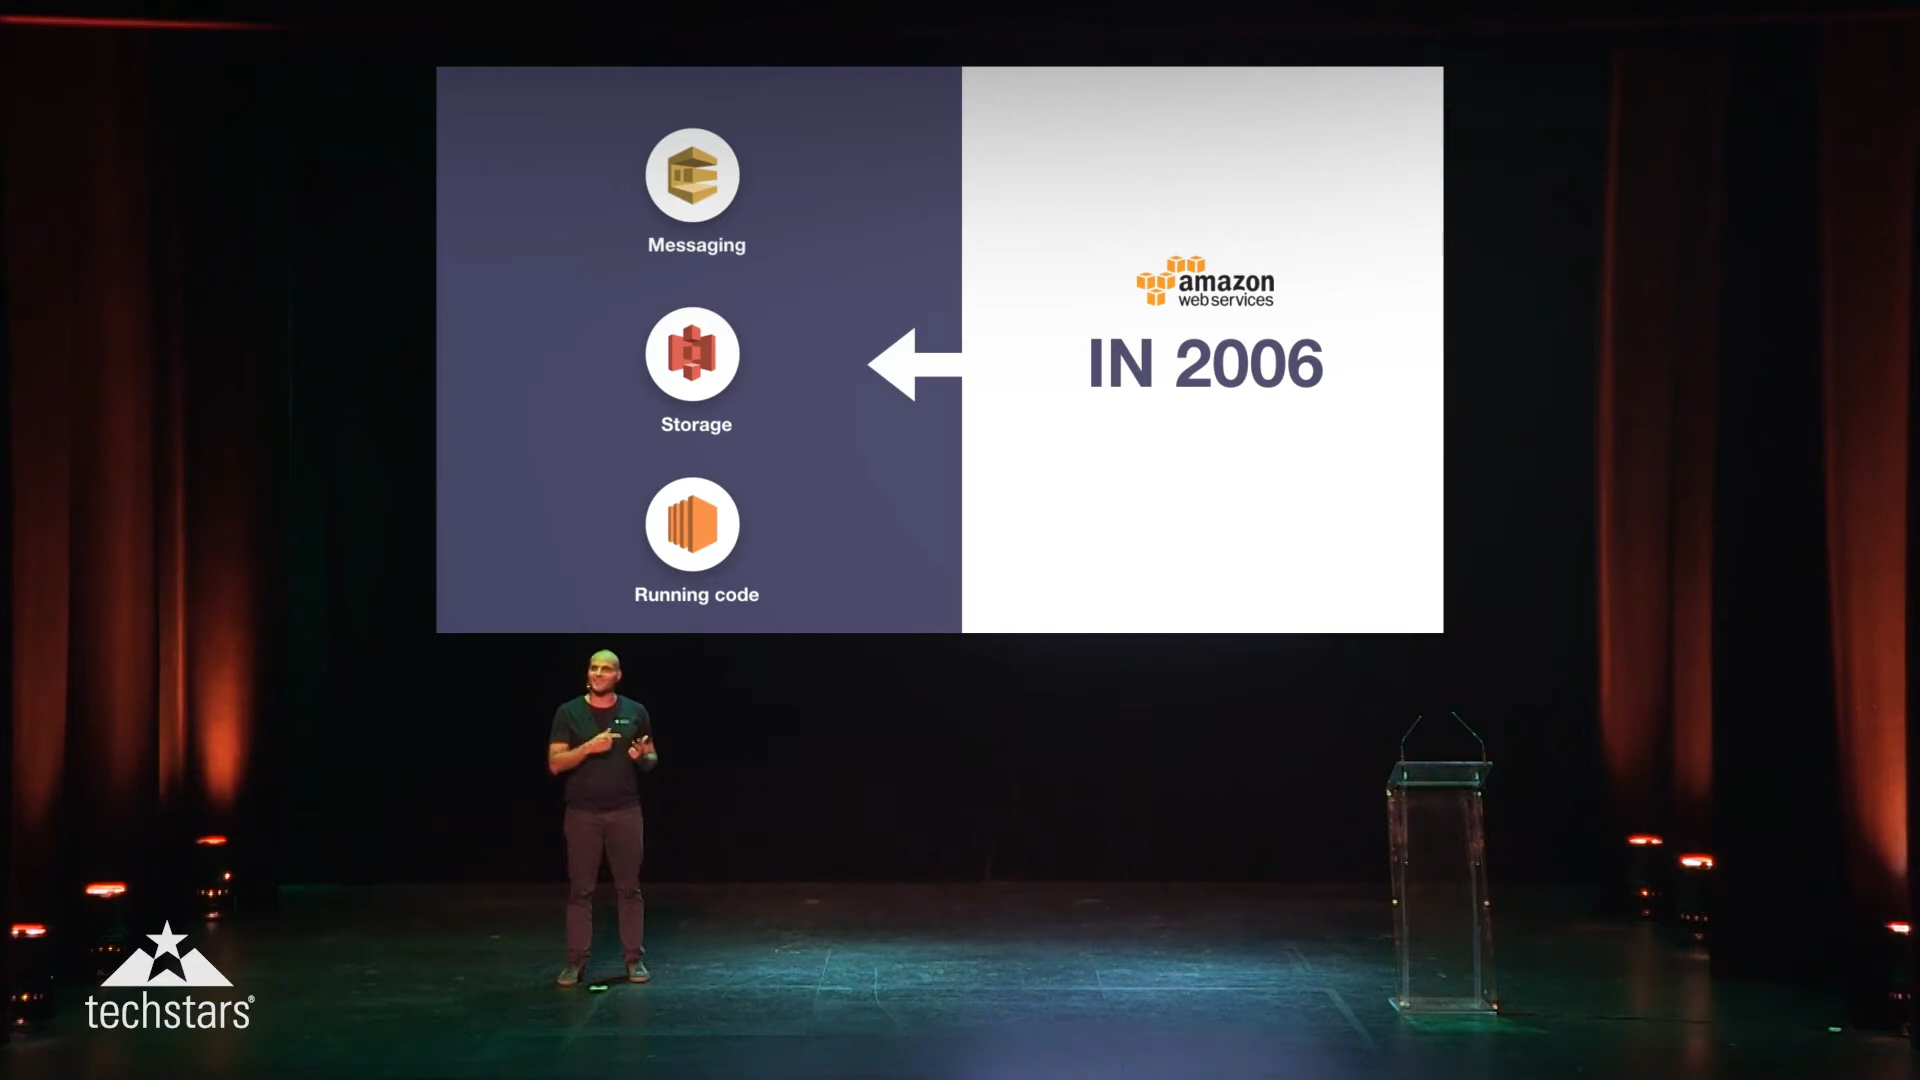 Messaging
Storage
Running code
amazon
web services
IN 2006
techstars®